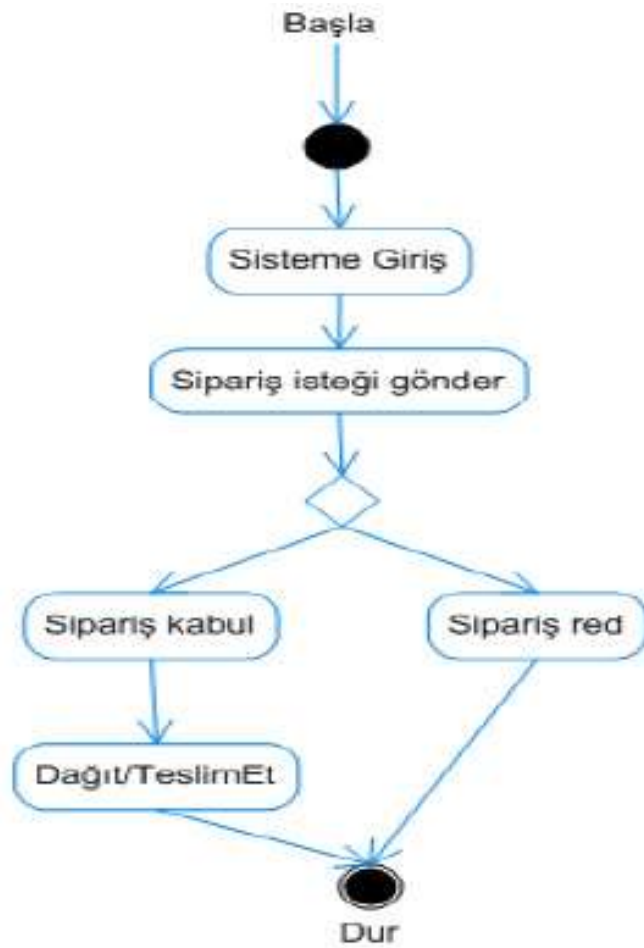 Başla
Sisteme Giriş
Sipariş isteği gönder
Sipariş kabul
Sipariş red
Dağıt/TeslimEt
Dur